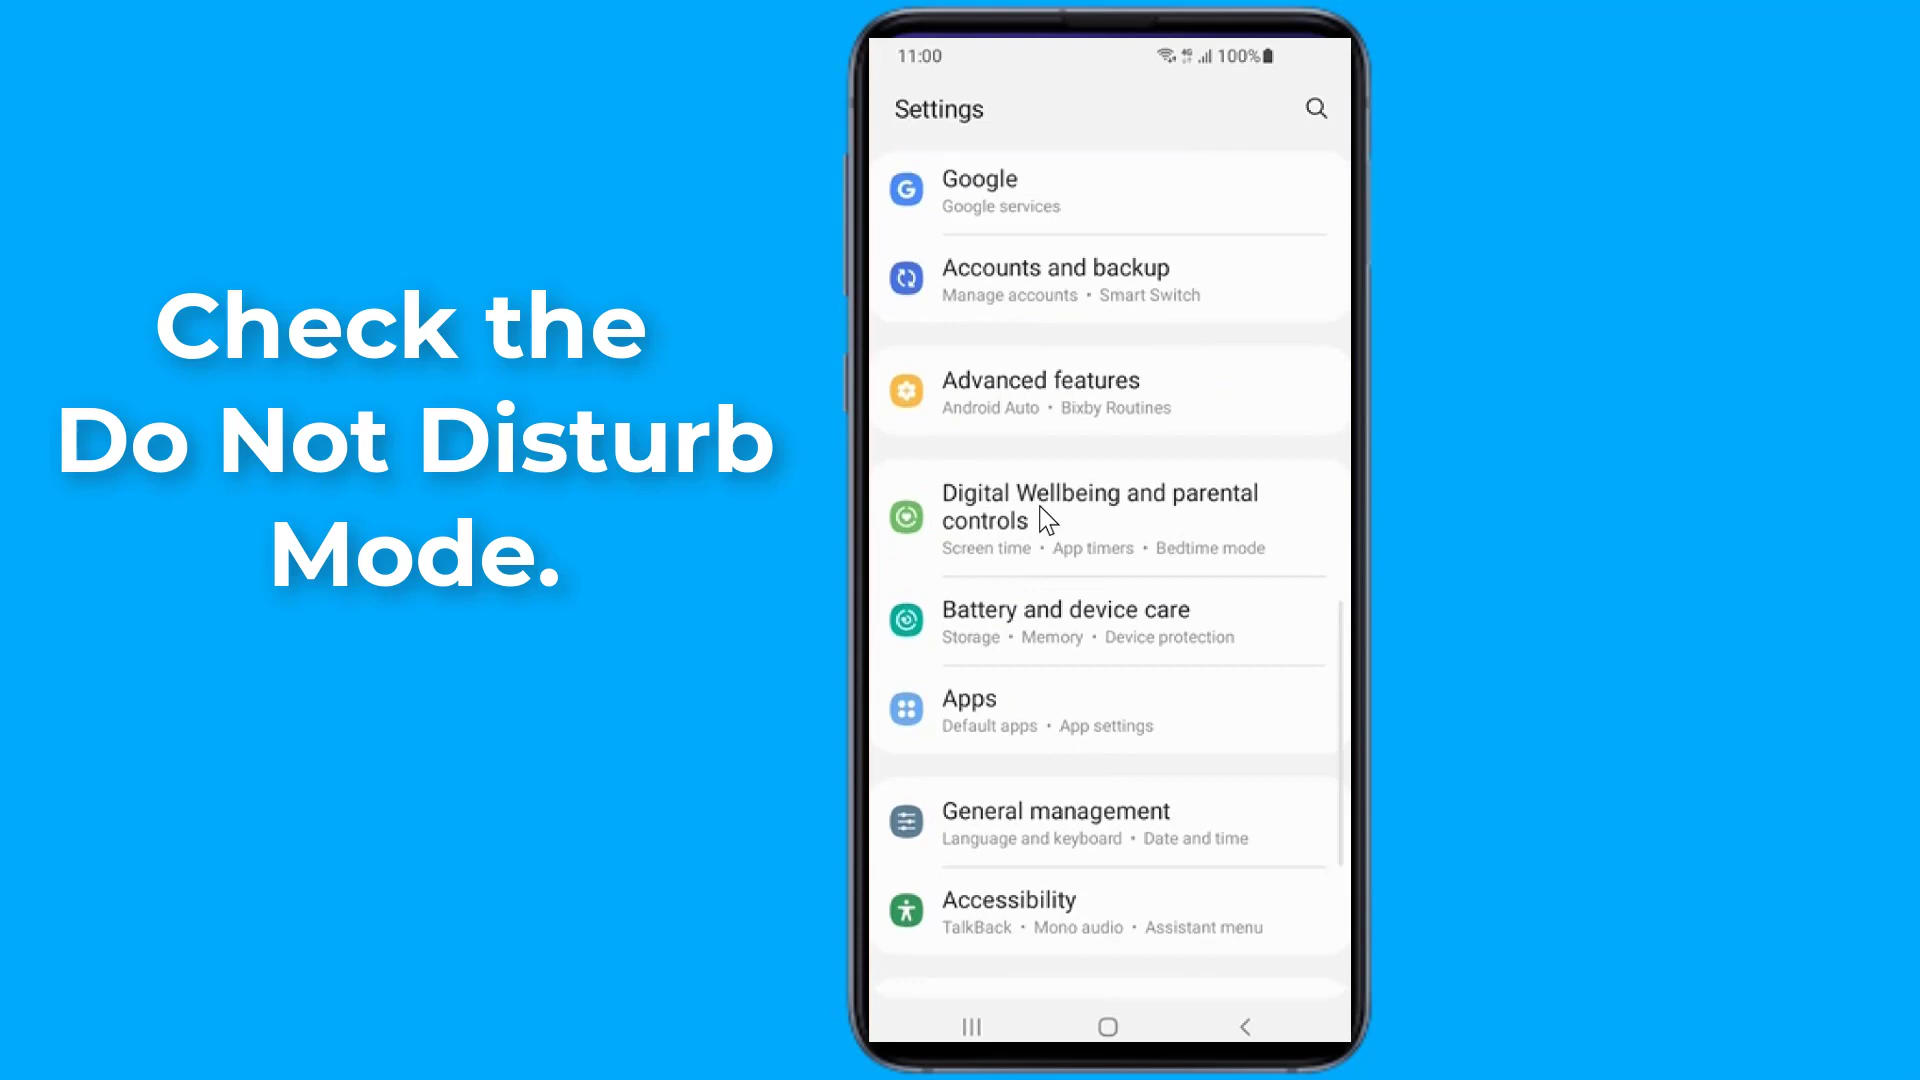 Check the
Do Not Disturb
Mode.
11:00
4G 100%
Settings
Google
Google services
Accounts and backup
Manage accounts • Smart Switch
Advanced features
Android Auto • Bixby Routines
Digital Wellbeing and parental
controls
Screen time • App timers • Bedtime mode
Battery and device care
Storage • Memory • Device protection
Apps
Default apps • App settings
General management
Language and keyboard • Date and time
Accessibility
TalkBack • Mono audio • Assistant menu